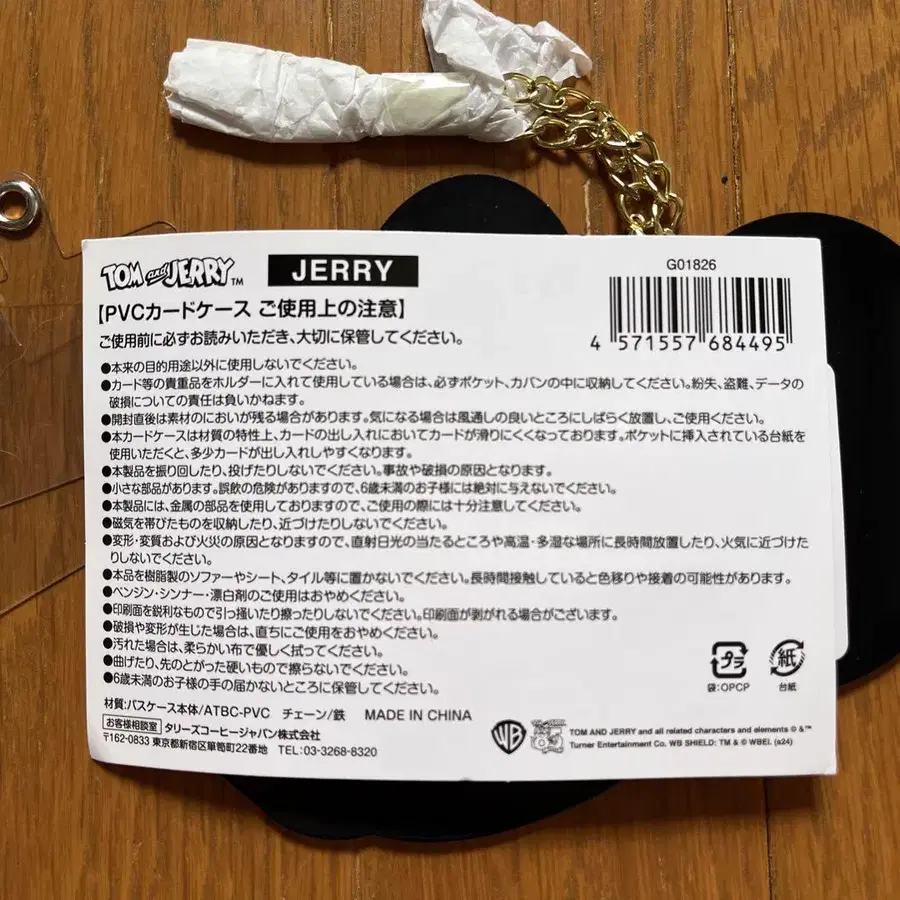 TOM and JERRY™
JERRY
G01826
4 571557 684495
【PVCカードケース ご使用上の注意】
ご使用前に必ずお読みいただき、大切に保管してください。
●本来の目的用途以外に使用しないでください。
●カード等の貴重品をホルダーに入れて使用している場合は、必ずポケット、カバンの中に収納してください。紛失、盗難、データの
破損についての責任は負いかねます。
●開封直後は素材のにおいが残る場合があります。気になる場合は風通しの良いところにしばらく放置し、ご使用ください。
●本カードケースは材質の特性上、カードの出し入れにおいてカードが滑りにくくなっております。ポケットに挿入されている台紙を
使用いただくと、多少カードが出し入れしやすくなります。
●本製品を振り回したり、投げたりしないでください。事故や破損の原因となります。
●小さな部品があります。誤飲の危険がありますので、6歳未満のお子様には絶対に与えないでください。
●本製品には、金属の部品を使用しておりますので、ご使用の際には十分注意してください。
●磁気を帯びたものを収納したり、近づけたりしないでください。
●変形・変質および火災の原因となりますので、直射日光の当たるところや高温・多湿な場所に長時間放置したり、火気に近づけた
りしないでください。
●本品を樹脂製のソファーやシート、タイル等に置かないでください。長時間接触していると色移りや接着の可能性があります。
●ベンジン・シンナー・漂白剤のご使用はおやめください。
●印刷面を鋭利なもので引っ掻いたり擦ったりしないでください。印刷面が剥がれる場合がございます。
●破損や変形が生じた場合は、直ちにご使用をおやめください。
●汚れた場合は、柔らかい布で優しく拭ってください。
●曲げたり、先のとがった硬いもので擦らないでください。
●6歳未満のお子様の手の届かないところに保管してください。
プラ
袋:OPCP
紙
台紙
材質:パスケース本体/ATBC-PVC チェーン/鉄 MADE IN CHINA
お客様相談室 タリーズコーヒージャパン株式会社
〒162-0833 東京都新宿区箪笥町22番地 TEL:03-3268-8320
WB
TOM AND JERRY and all related characters and elements © &™
Turner Entertainment Co. WB SHIELD: TM & © WBEI. (s24)